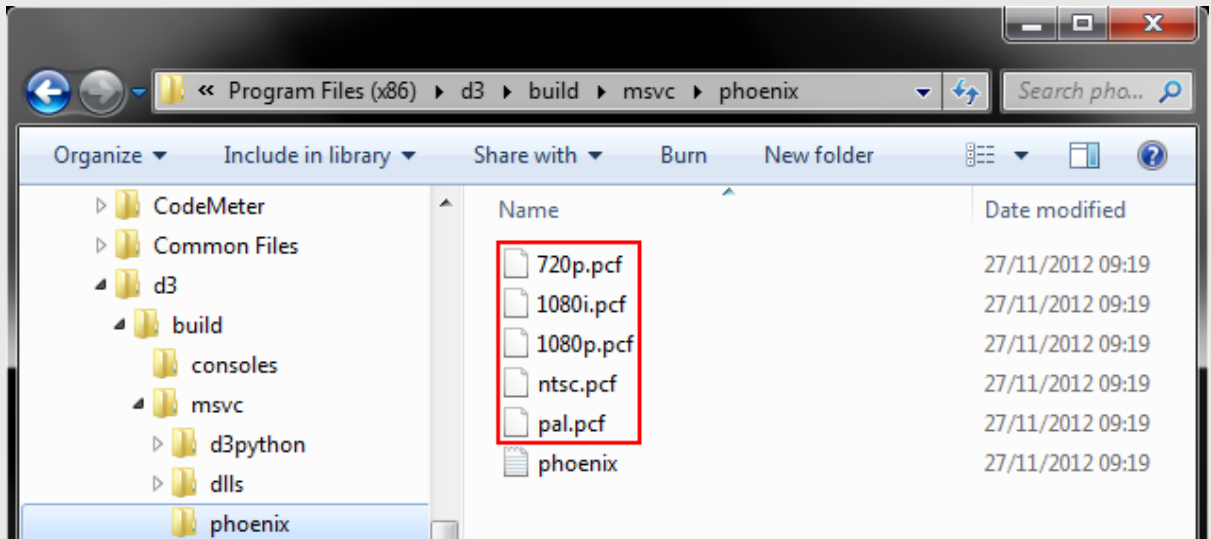 « Program Files (x86) d3 build msvc phoenix Search pho...
Organize Include in library Share with Burn New folder
CodeMeter
Common Files
d3
build
consoles
msvc
d3python
dlls
phoenix
Name Date modified
720p.pcf 27/11/2012 09:19
1080i.pcf 27/11/2012 09:19
1080p.pcf 27/11/2012 09:19
ntsc.pcf 27/11/2012 09:19
pal.pcf 27/11/2012 09:19
phoenix 27/11/2012 09:19